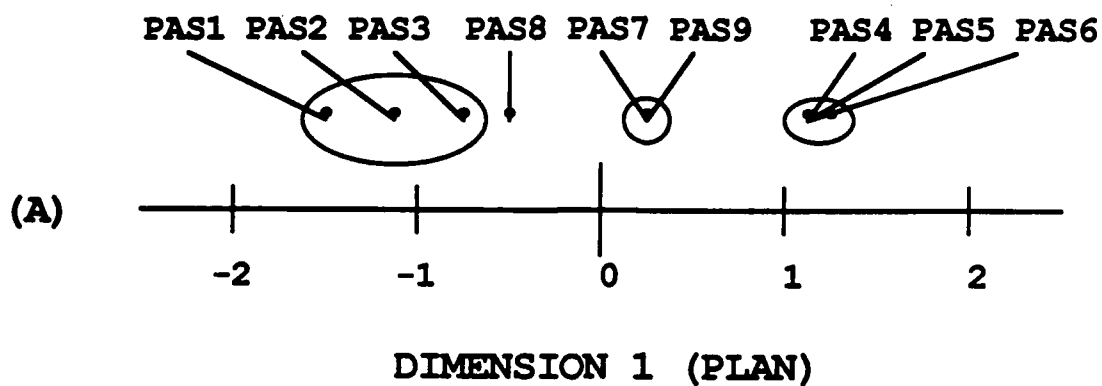 PAS1 PAS2 PAS3 PAS8 PAS7 PAS9 PAS4 PAS5 PAS6
(A)
-2 -1 0 1 2
DIMENSION 1 (PLAN)